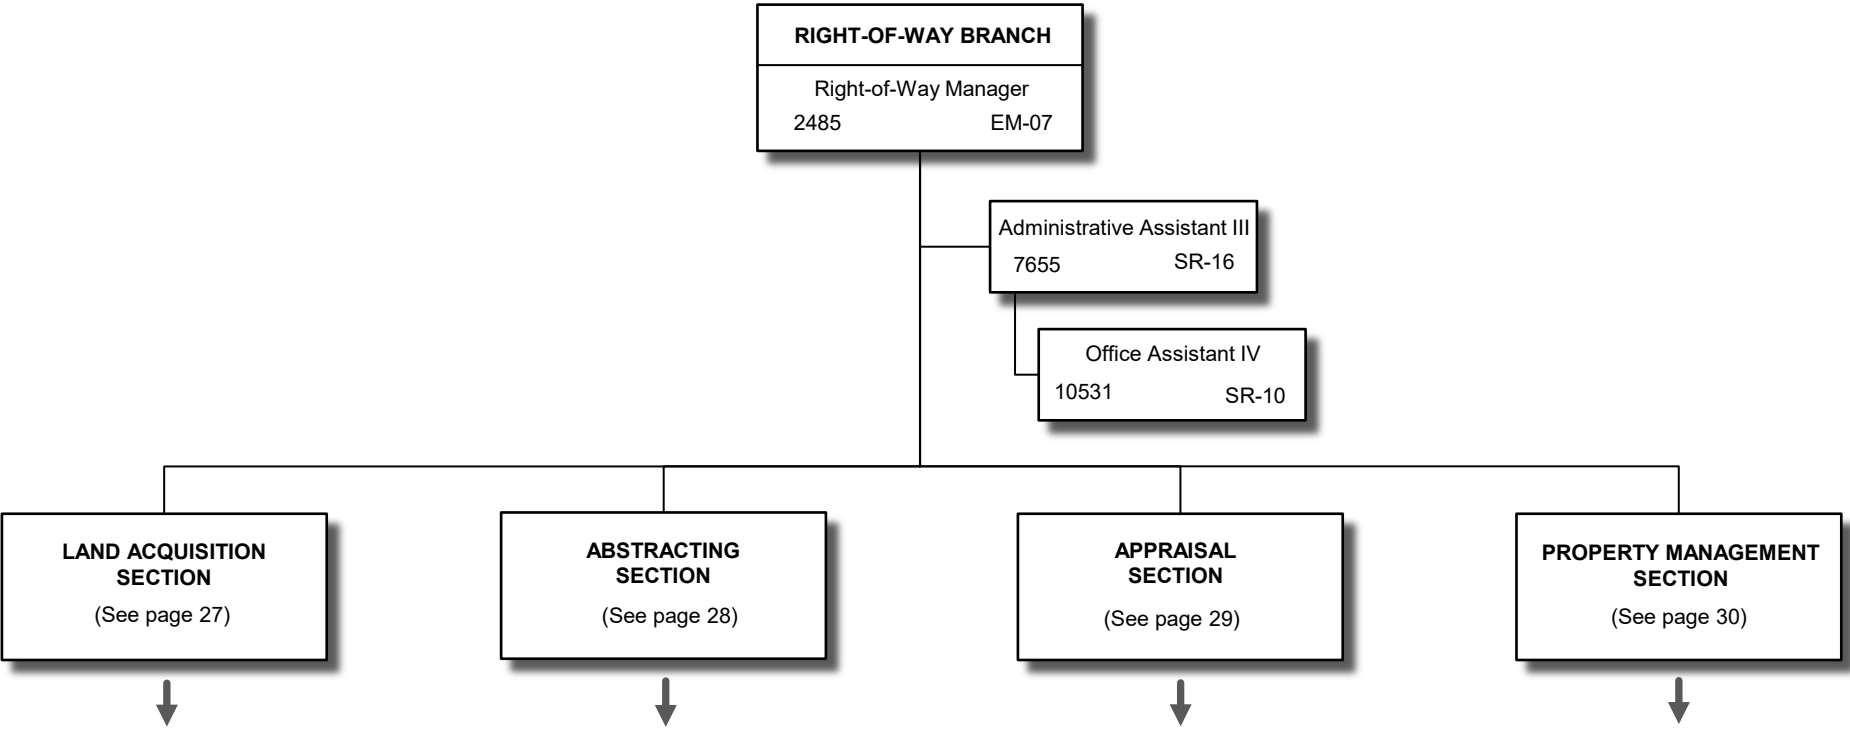 RIGHT-OF-WAY BRANCH
Right-of-Way Manager
2485 EM-07
Administrative Assistant III
7655 SR-16
Office Assistant IV
10531 SR-10
LAND ACQUISITION
SECTION
(See page 27)
ABSTRACTING
SECTION
(See page 28)
APPRAISAL
SECTION
(See page 29)
PROPERTY MANAGEMENT
SECTION
(See page 30)